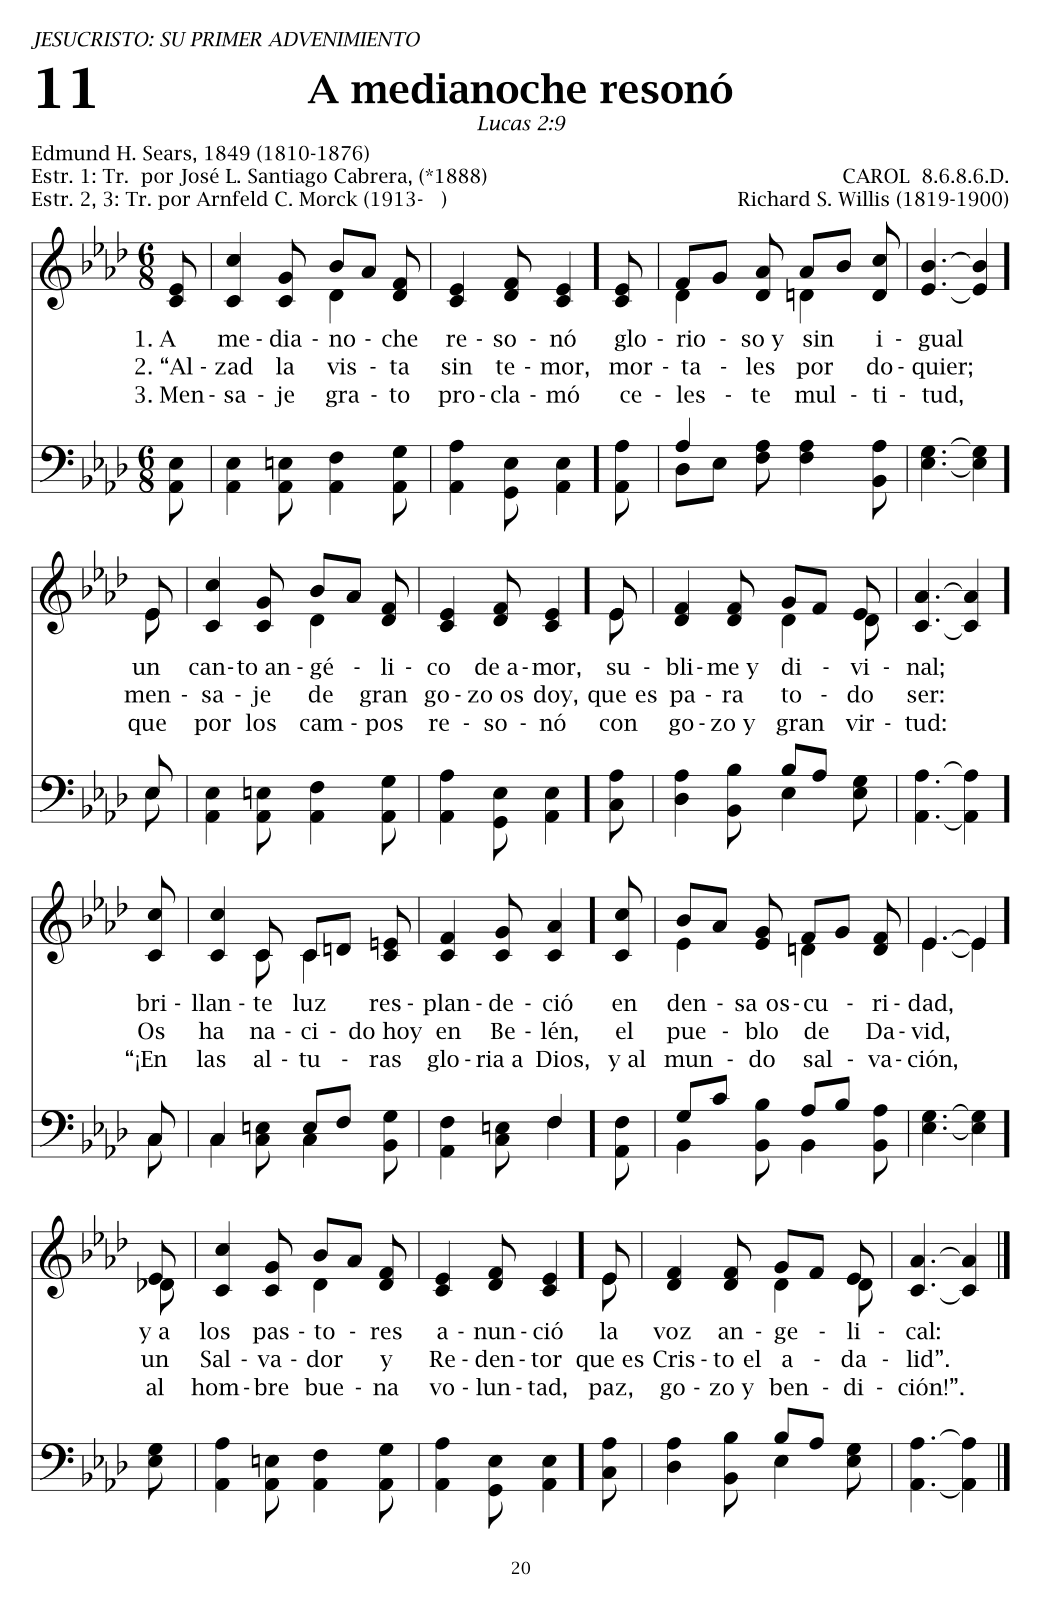 JESUCRISTO: SU PRIMER ADVENIMIENTO
11
A medianoche resonó
Lucas 2:9
Edmund H. Sears, 1849 (1810-1876)
Estr. 1: Tr. por José L. Santiago Cabrera, (*1888)
CAROL 8.6.8.6.D.
Estr. 2, 3: Tr. por Arnfeld C. Morck (1913- )
Richard S. Willis (1819-1900)
1. A me - dia - no - che re - so - nó glo - rio - so y sin i - gual
2. “Al - zad la vis - ta sin te - mor, mor - ta - les por do - quier;
3. Men - sa - je gra - to pro - cla - mó ce - les - te mul - ti - tud,
un can - to an - gé - li - co de a - mor, su - bli - me y di - vi - nal;
men - sa - je de gran go - zo os doy, que es pa - ra to - do ser:
que por los cam - pos re - so - nó con go - zo y gran vir - tud:
bri - llan - te luz res - plan - de - ció en den - sa os - cu - ri - dad,
Os ha na - ci - do hoy en Be - lén, el pue - blo de Da - vid,
“¡En las al - tu - ras glo - ria a Dios, y al mun - do sal - va - ción,
y a los pas - to - res a - nun - ció la voz an - ge - li - cal:
un Sal - va - dor y Re - den - tor que es Cris - to el a - da - lid”.
al hom - bre bue - na vo - lun - tad, paz, go - zo y ben - di - ción!”.
20